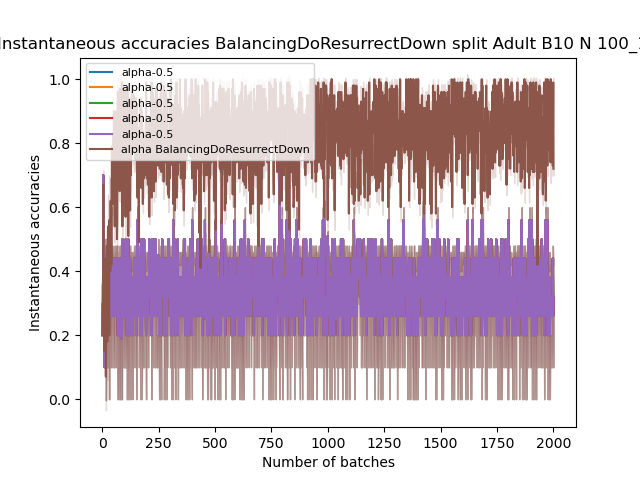 Instantaneous accuracies BalancingDoResurrectDown split Adult B10 N 100_
alpha-0.5
alpha-0.5
alpha-0.5
alpha-0.5
alpha-0.5
alpha BalancingDoResurrectDown
1.0
0.8
0.6
0.4
0.2
0.0
Instantaneous accuracies
0 250 500 750 1000 1250 1500 1750 2000
Number of batches